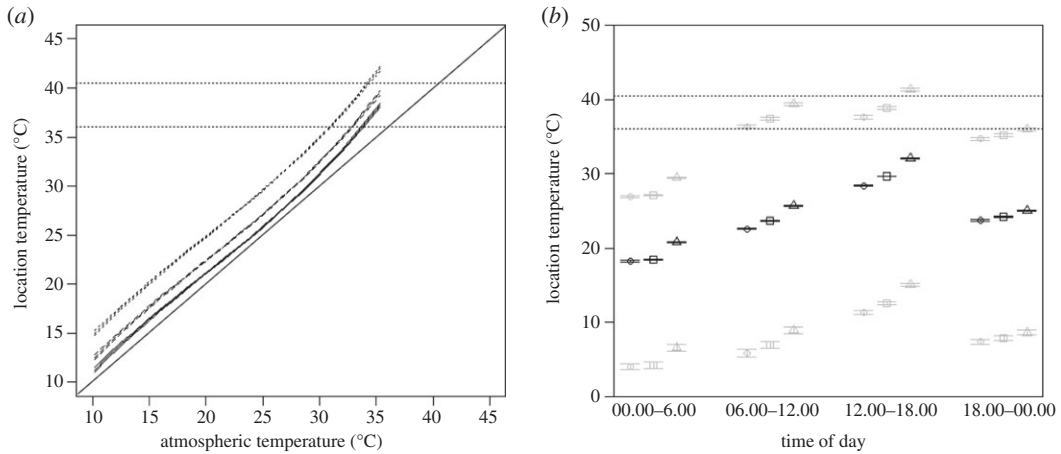 (a)
45
40
35
30
25
20
15
10
location temperature (°C)
10 15 20 25 30 35 40 45
atmospheric temperature (°C)
(b)
50
40
30
20
10
0
location temperature (°C)
00.00–6.00 06.00–12.00 12.00–18.00 18.00–00.00
time of day